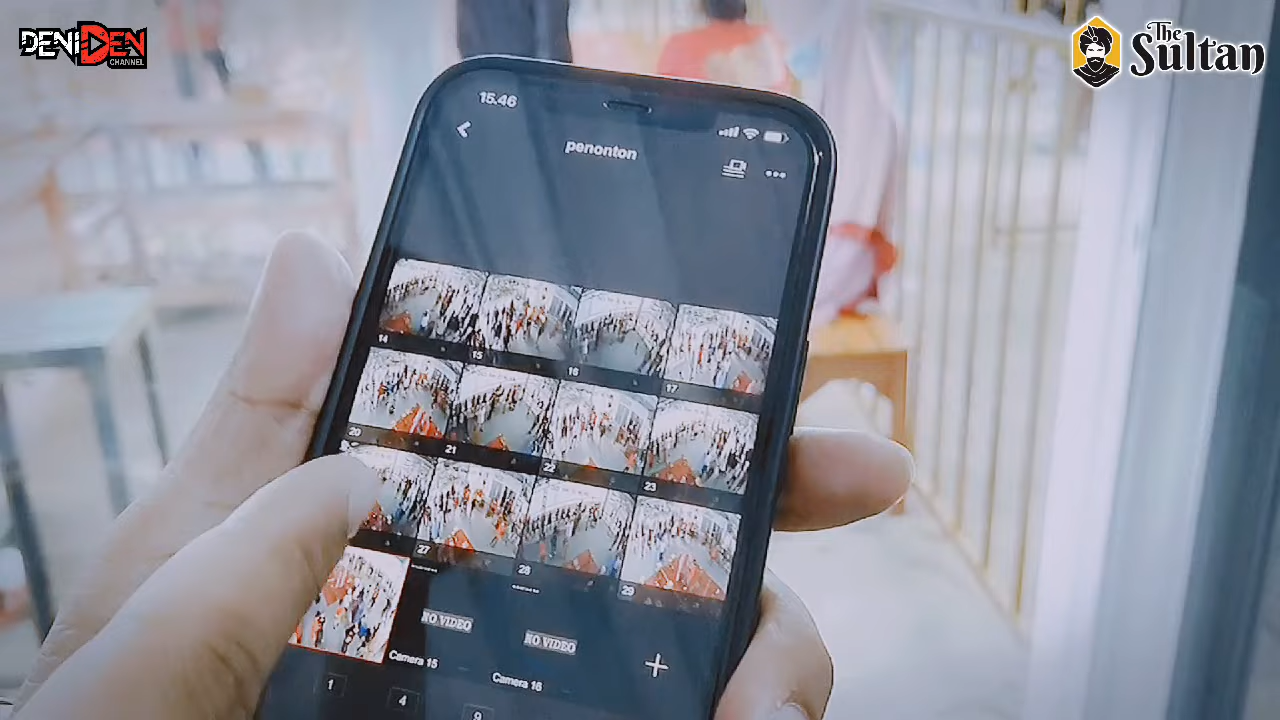 DENIDEN
CHANNEL
The
Sultan
15.46
penonton
14
15
16
17
20
21
22
23
27
28
29
NO VIDEO
NO VIDEO
Camera 15
Camera 16
1
4
9